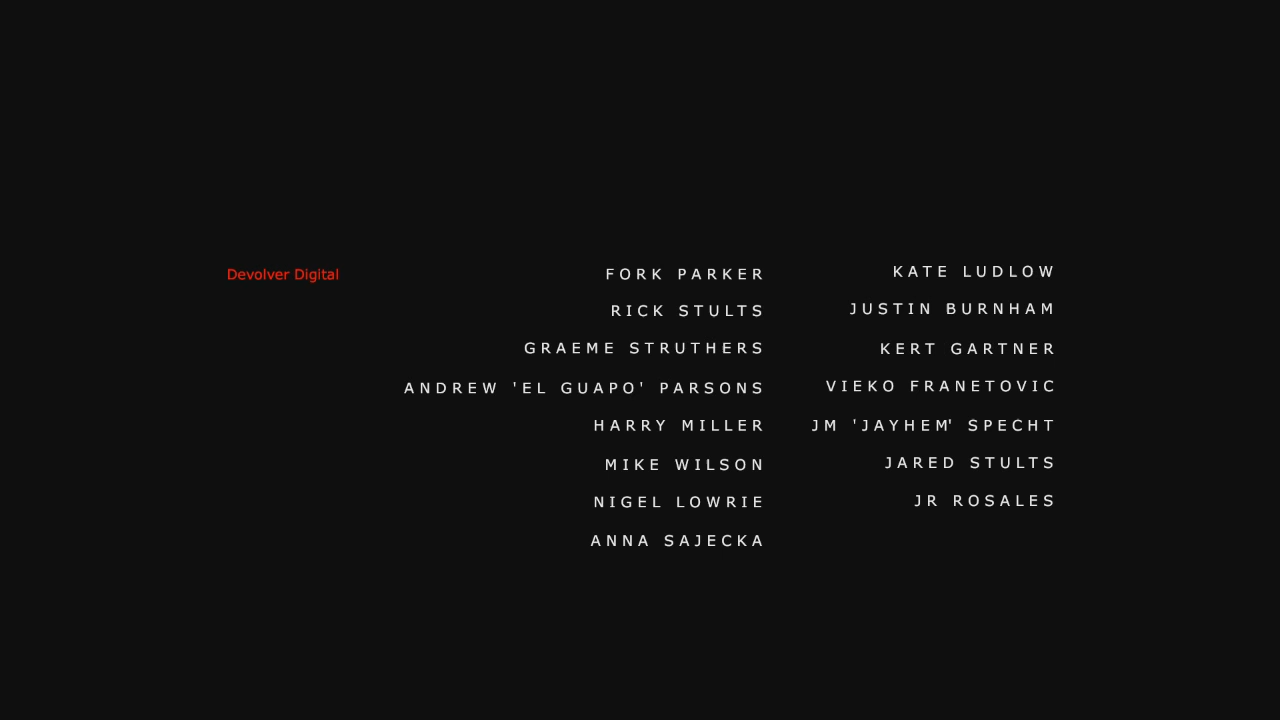 Devolver Digital
FORK PARKER
RICK STULTS
GRAEME STRUTHERS
ANDREW 'EL GUAPO' PARSONS
HARRY MILLER
MIKE WILSON
NIGEL LOWRIE
ANNA SAJECKA
KATE LUDLOW
JUSTIN BURNHAM
KERT GARTNER
VIEKO FRANETOVIC
JM 'JAYHEM' SPECHT
JARED STULTS
JR ROSALES